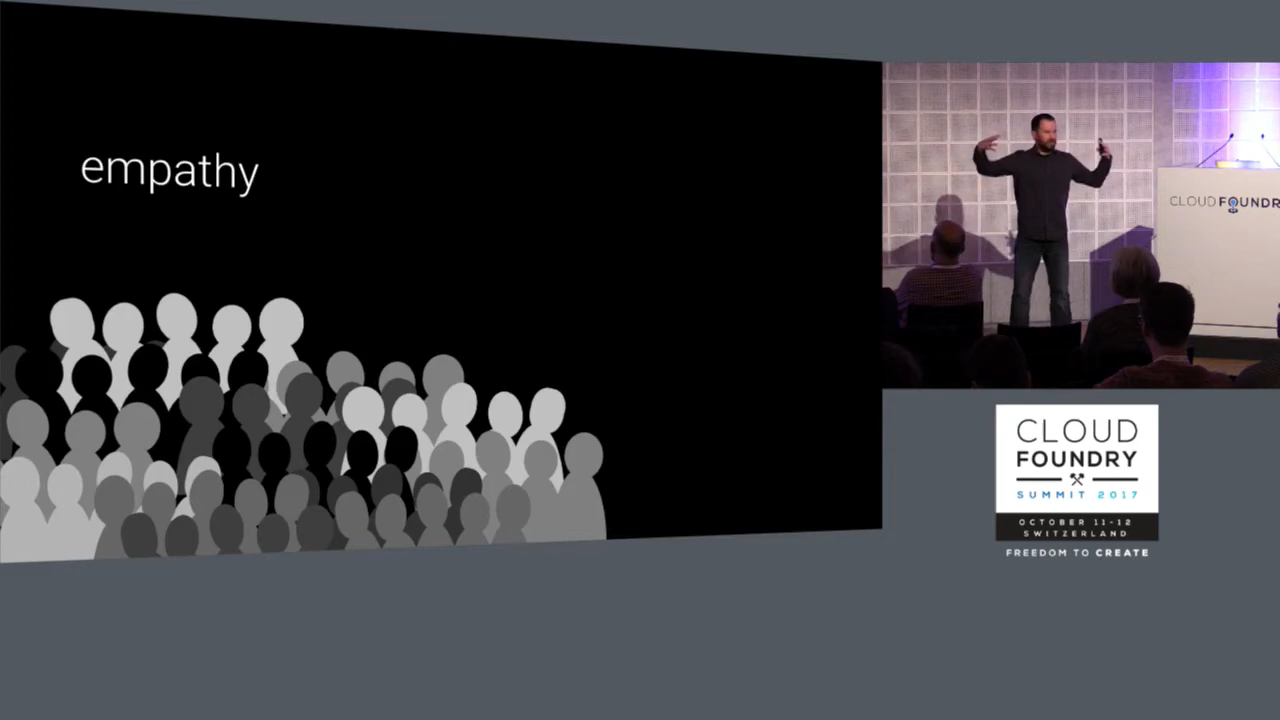 empathy
CLOUD FOUNDR
CLOUD
FOUNDRY
SUMMIT 2017
OCTOBER 11-12
SWITZERLAND
FREEDOM TO CREATE